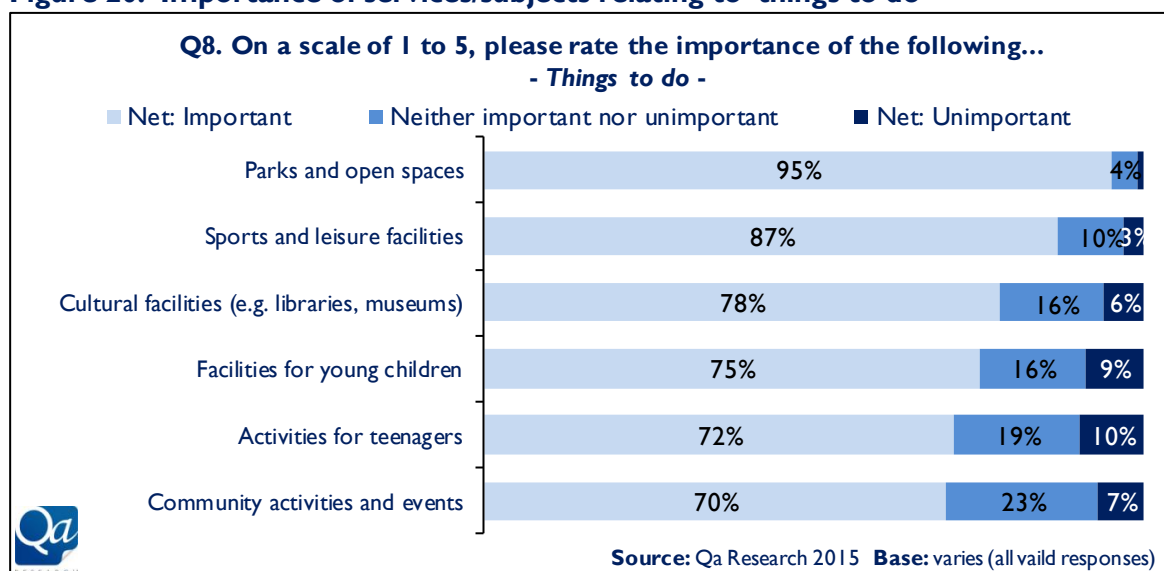 Q8. On a scale of 1 to 5, please rate the importance of the following...
- Things to do -
Net: Important Neither important nor unimportant Net: Unimportant
Parks and open spaces 95% 4%
Sports and leisure facilities 87% 10% 3%
Cultural facilities (e.g. libraries, museums) 78% 16% 6%
Facilities for young children 75% 16% 9%
Activities for teenagers 72% 19% 10%
Community activities and events 70% 23% 7%
Qa
Source: Qa Research 2015 Base: varies (all vaild responses)